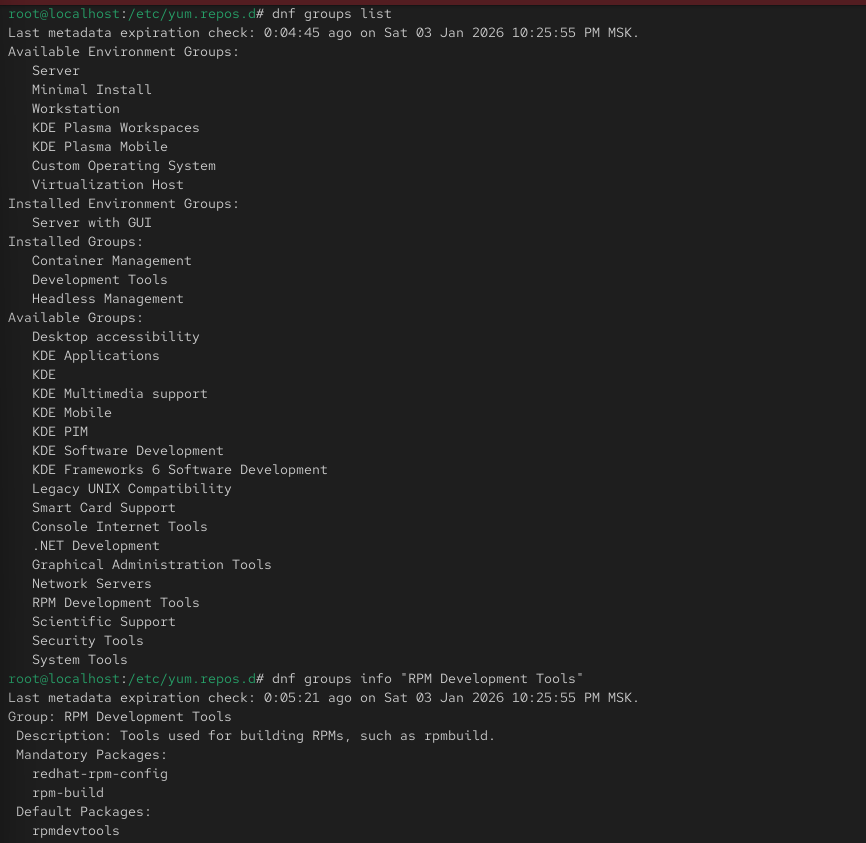 root@localhost:/etc/yum.repos.d# dnf groups list
Last metadata expiration check: 0:04:45 ago on Sat 03 Jan 2026 10:25:55 PM MSK.
Available Environment Groups:
   Server
   Minimal Install
   Workstation
   KDE Plasma Workspaces
   KDE Plasma Mobile
   Custom Operating System
   Virtualization Host
Installed Environment Groups:
   Server with GUI
Installed Groups:
   Container Management
   Development Tools
   Headless Management
Available Groups:
   Desktop accessibility
   KDE Applications
   KDE
   KDE Multimedia support
   KDE Mobile
   KDE PIM
   KDE Software Development
   KDE Frameworks 6 Software Development
   Legacy UNIX Compatibility
   Smart Card Support
   Console Internet Tools
   .NET Development
   Graphical Administration Tools
   Network Servers
   RPM Development Tools
   Scientific Support
   Security Tools
   System Tools
root@localhost:/etc/yum.repos.d# dnf groups info "RPM Development Tools"
Last metadata expiration check: 0:05:21 ago on Sat 03 Jan 2026 10:25:55 PM MSK.
Group: RPM Development Tools
 Description: Tools used for building RPMs, such as rpmbuild.
 Mandatory Packages:
   redhat-rpm-config
   rpm-build
 Default Packages:
   rpmdevtools